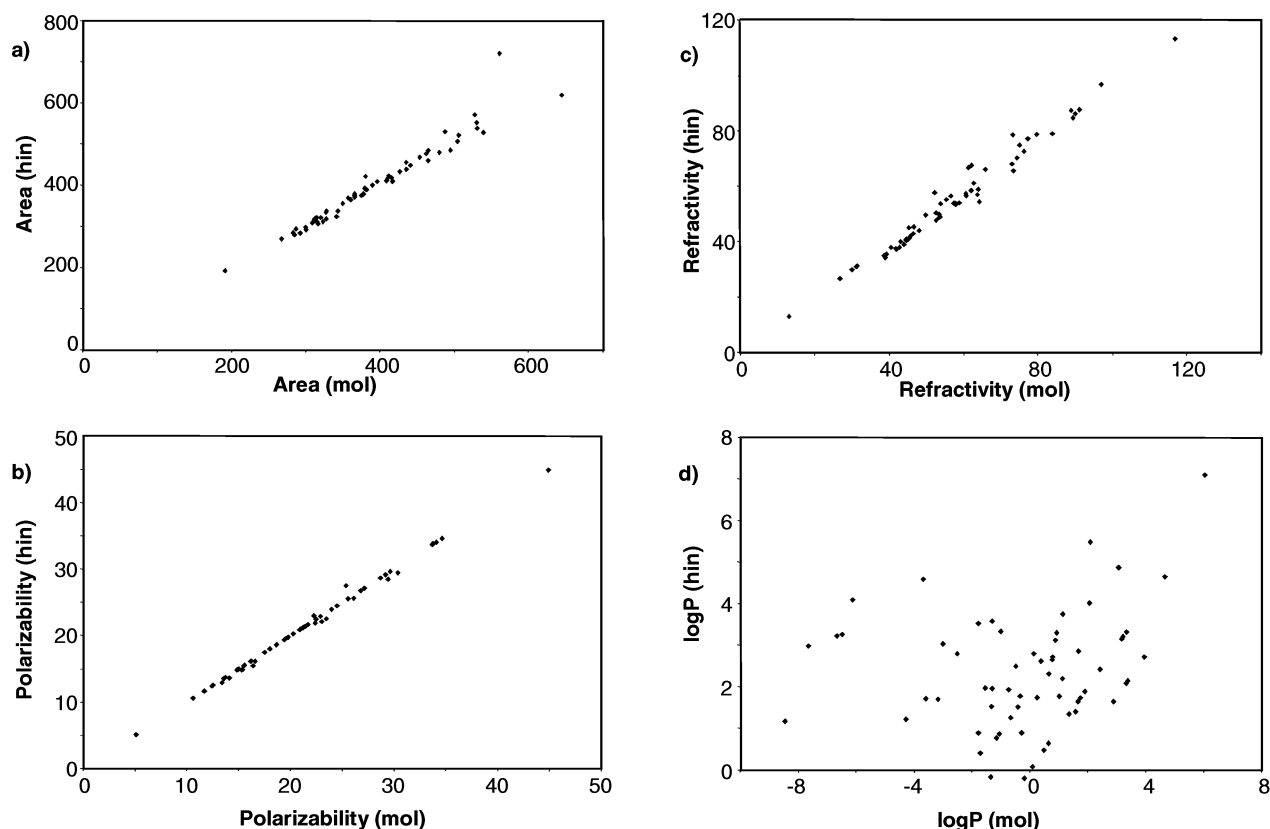 a)
800
600
400
200
0
Area (hin)
0 200 400 600
Area (mol)
c)
120
80
40
0
Refractivity (hin)
0 40 80 120
Refractivity (mol)
b)
50
40
30
20
10
0
Polarizability (hin)
0 10 20 30 40 50
Polarizability (mol)
d)
8
6
4
2
0
logP (hin)
-8 -4 0 4 8
logP (mol)